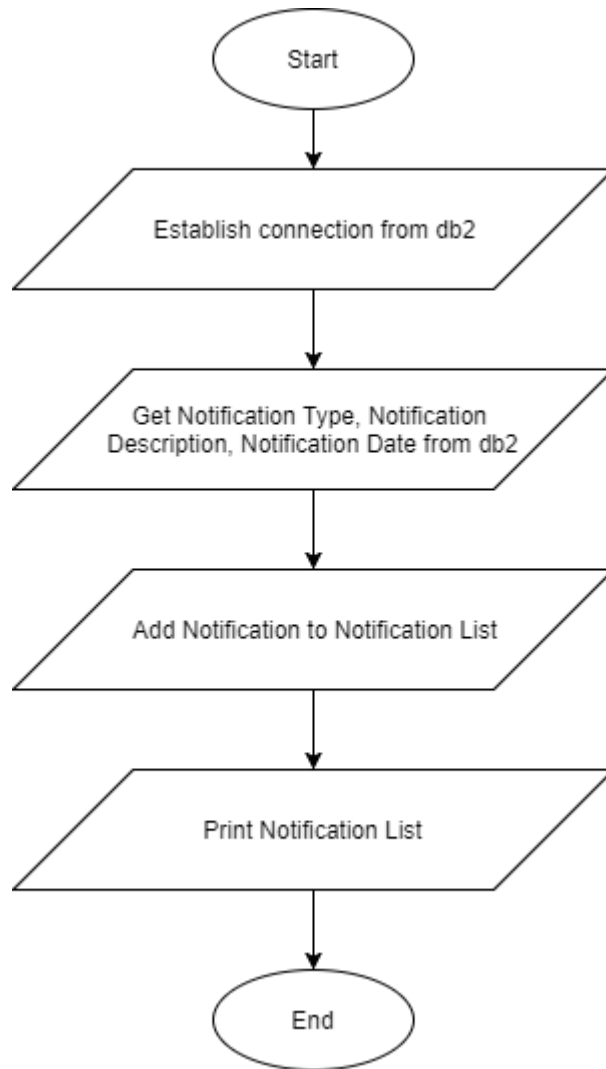 Start
Establish connection from db2
Get Notification Type, Notification
Description, Notification Date from db2
Add Notification to Notification List
Print Notification List
End